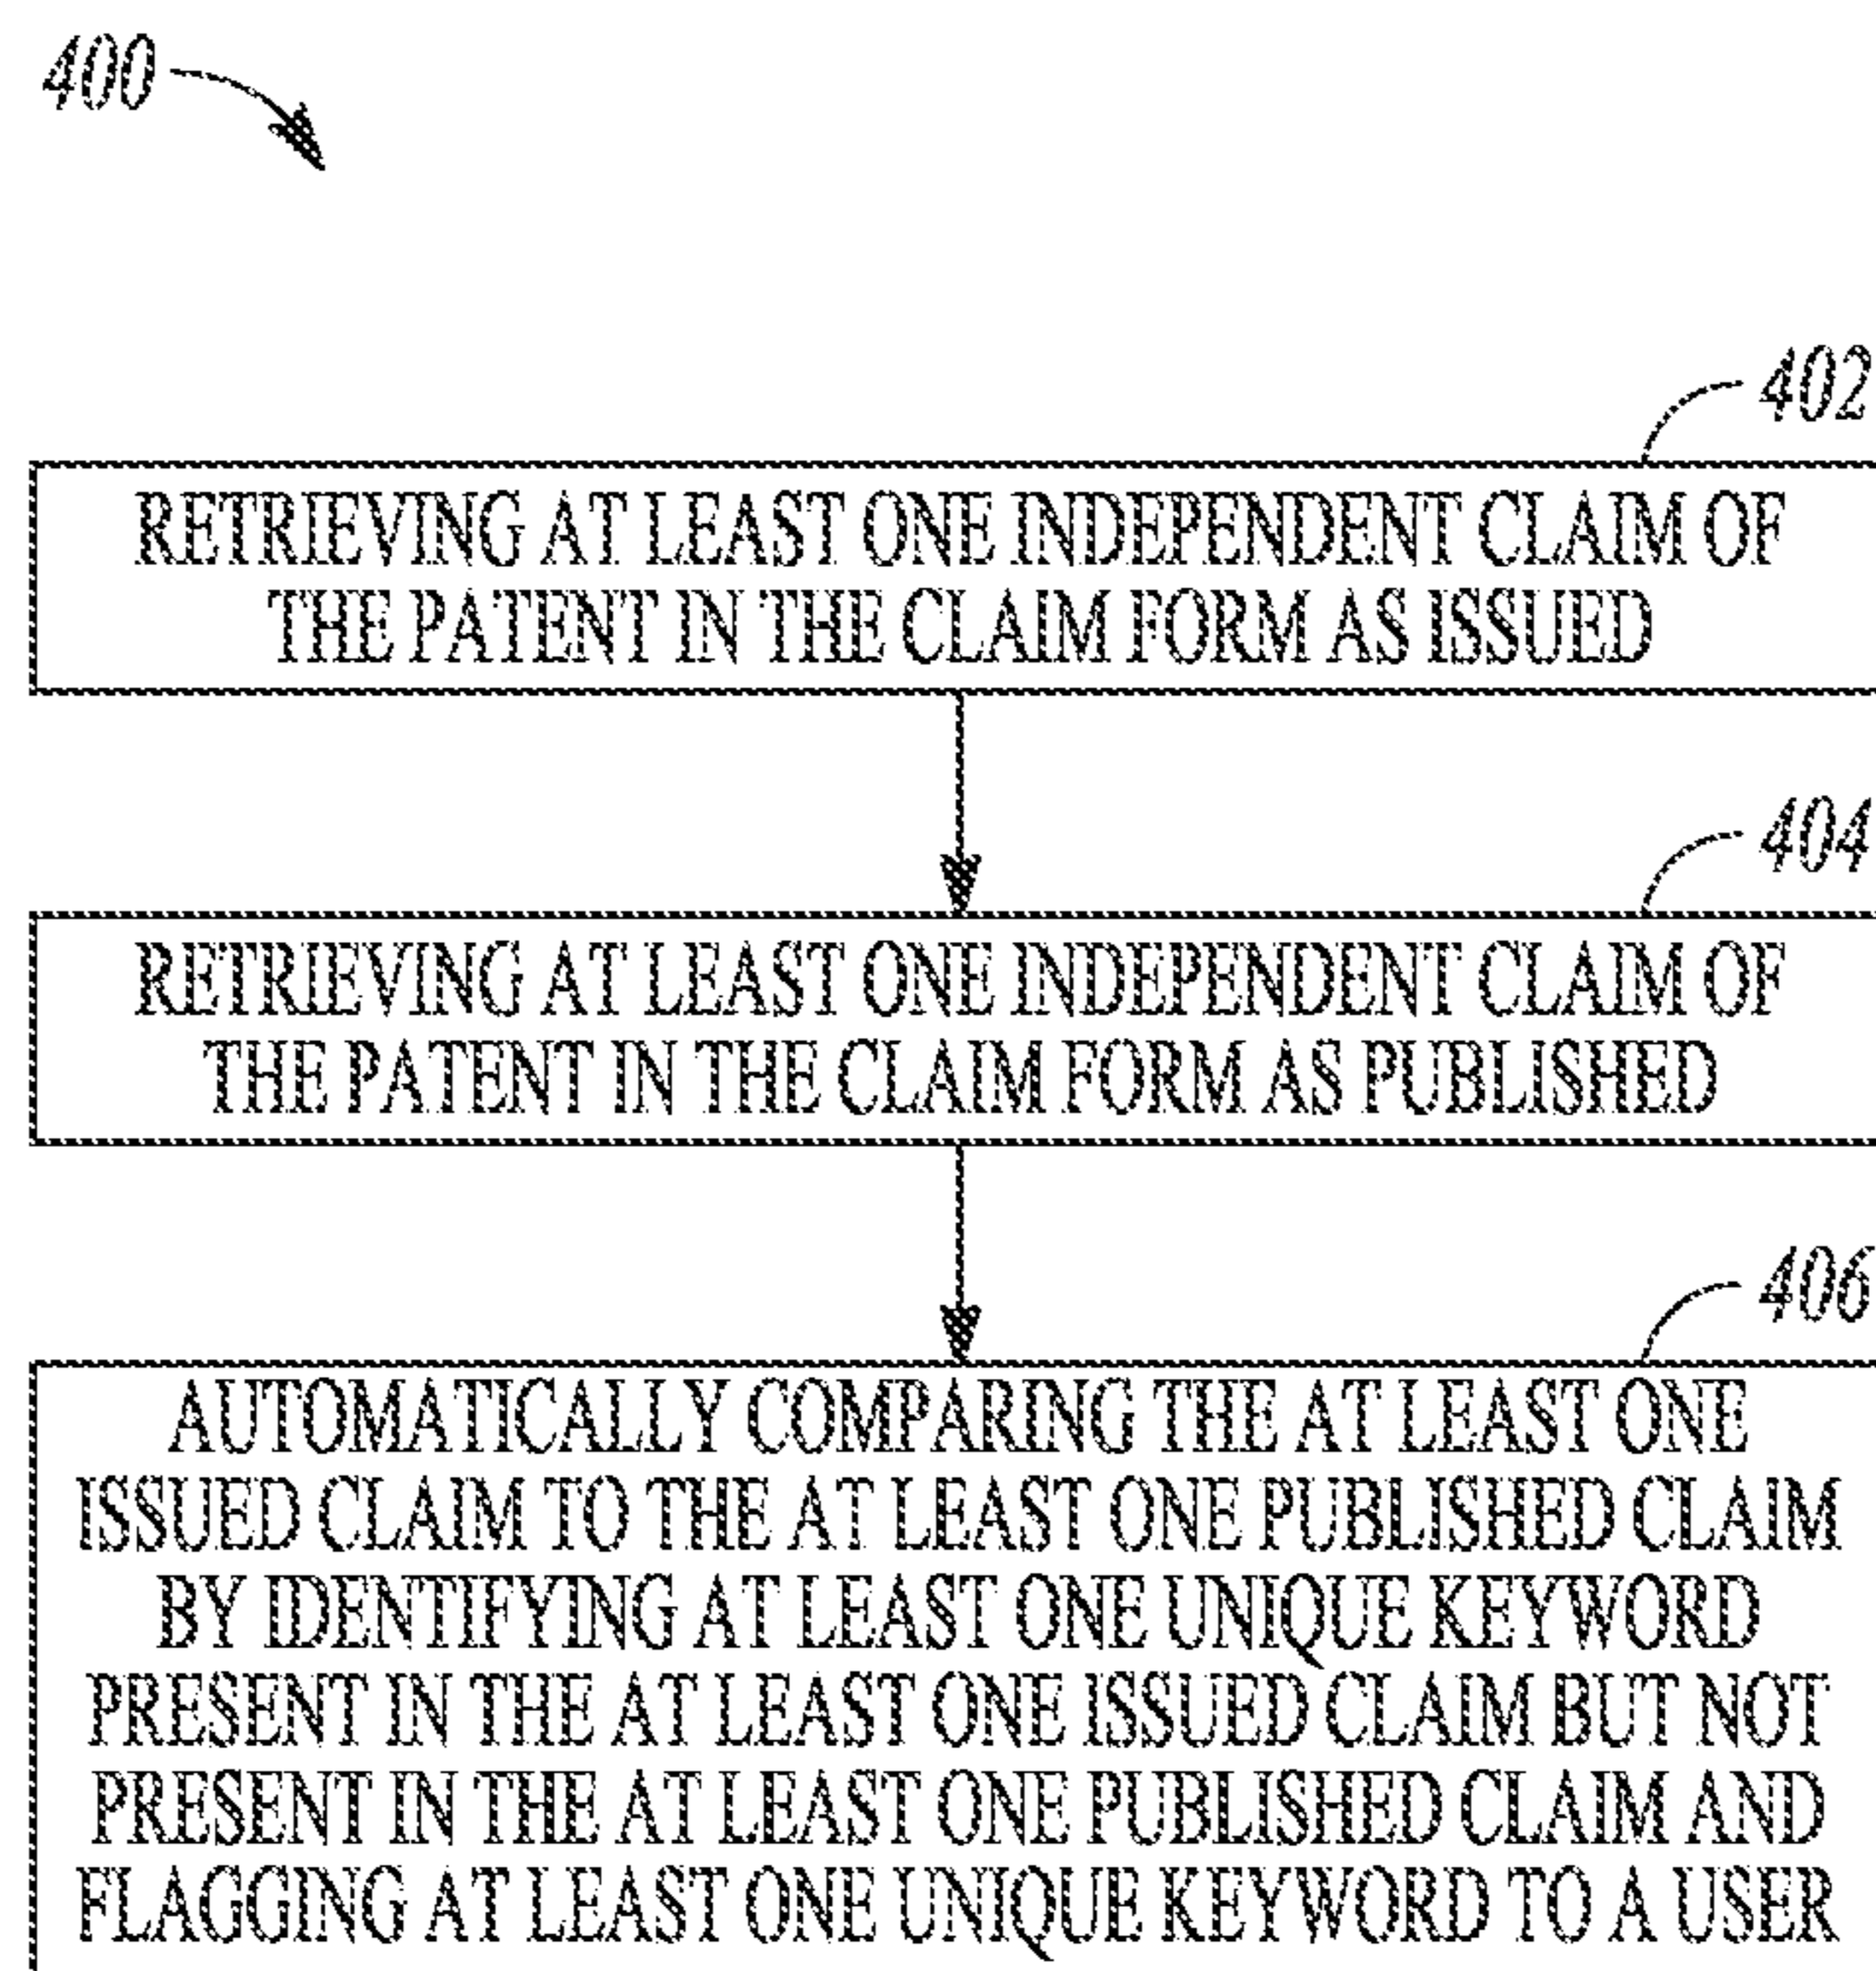 400
402
RETRIEVING AT LEAST ONE INDEPENDENT CLAIM OF
THE PATENT IN THE CLAIM FORM AS ISSUED
404
RETRIEVING AT LEAST ONE INDEPENDENT CLAIM OF
THE PATENT IN THE CLAIM FORM AS PUBLISHED
406
AUTOMATICALLY COMPARING THE AT LEAST ONE
ISSUED CLAIM TO THE AT LEAST ONE PUBLISHED CLAIM
BY IDENTIFYING AT LEAST ONE UNIQUE KEYWORD
PRESENT IN THE AT LEAST ONE ISSUED CLAIM BUT NOT
PRESENT IN THE AT LEAST ONE PUBLISHED CLAIM AND
FLAGGING AT LEAST ONE UNIQUE KEYWORD TO A USER